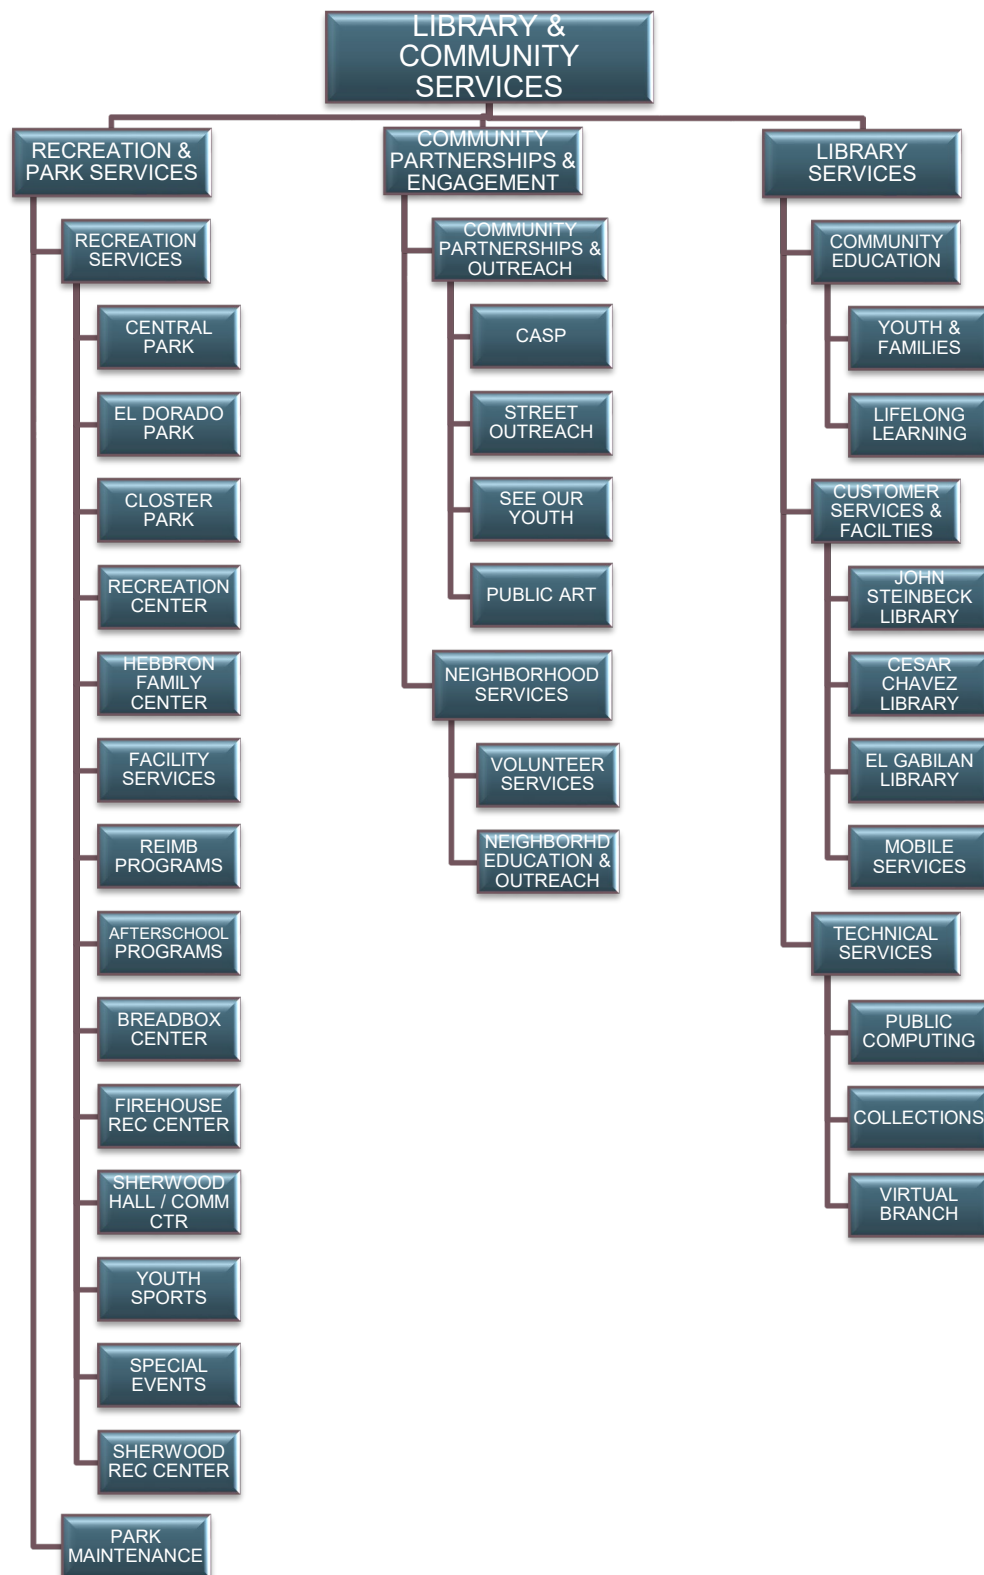 LIBRARY &
COMMUNITY
SERVICES
RECREATION &
PARK SERVICES
RECREATION
SERVICES
CENTRAL
PARK
EL DORADO
PARK
CLOSTER
PARK
RECREATION
CENTER
HEBBRON
FAMILY
CENTER
FACILITY
SERVICES
REIMB
PROGRAMS
AFTERSCHOOL
PROGRAMS
BREADBOX
CENTER
FIREHOUSE
REC CENTER
SHERWOOD
HALL / COMM
CTR
YOUTH
SPORTS
SPECIAL
EVENTS
SHERWOOD
REC CENTER
PARK
MAINTENANCE
COMMUNITY
PARTNERSHIPS &
ENGAGEMENT
COMMUNITY
PARTNERSHIPS &
OUTREACH
CASP
STREET
OUTREACH
SEE OUR
YOUTH
PUBLIC ART
NEIGHBORHOOD
SERVICES
VOLUNTEER
SERVICES
NEIGHBORHD
EDUCATION &
OUTREACH
LIBRARY
SERVICES
COMMUNITY
EDUCATION
YOUTH &
FAMILIES
LIFELONG
LEARNING
CUSTOMER
SERVICES &
FACILTIES
JOHN
STEINBECK
LIBRARY
CESAR
CHAVEZ
LIBRARY
EL GABILAN
LIBRARY
MOBILE
SERVICES
TECHNICAL
SERVICES
PUBLIC
COMPUTING
COLLECTIONS
VIRTUAL
BRANCH